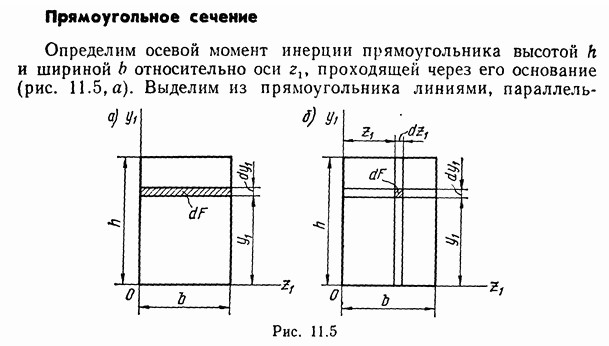 Прямоугольное сечение
Определим осевой момент инерции прямоугольника высотой h
и шириной b относительно оси z₁, проходящей через его основание
(рис. 11.5, а). Выделим из прямоугольника линиями, параллель-
а) y₁
б) y₁
z₁
dz₁
dy₁
dy₁
dF
dF
h
y₁
h
y₁
0
b
z₁
0
b
z₁
Рис. 11.5